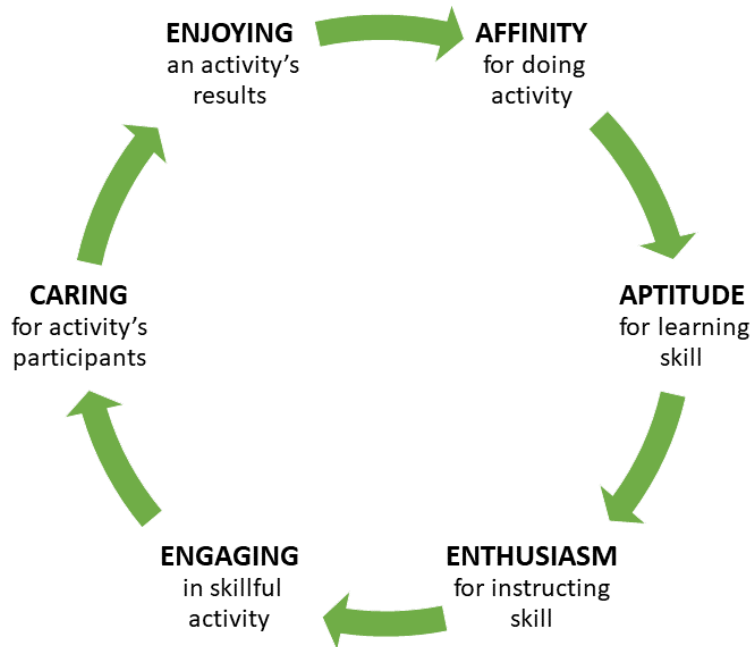 ENJOYING
an activity’s
results
AFFINITY
for doing
activity
APTITUDE
for learning
skill
ENTHUSIASM
for instructing
skill
ENGAGING
in skillful
activity
CARING
for activity’s
participants